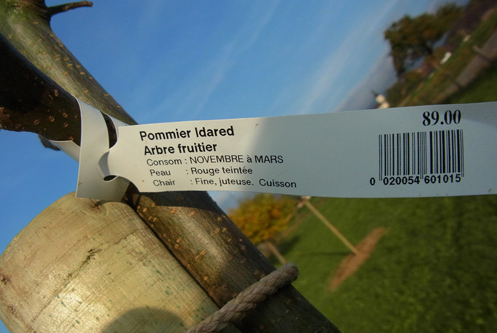 89.00
Pommier Idared
Arbre fruitier
Consom : NOVEMBRE à MARS
Peau : Rouge teintée
Chair : Fine, juteuse. Cuisson
0 020054 601015